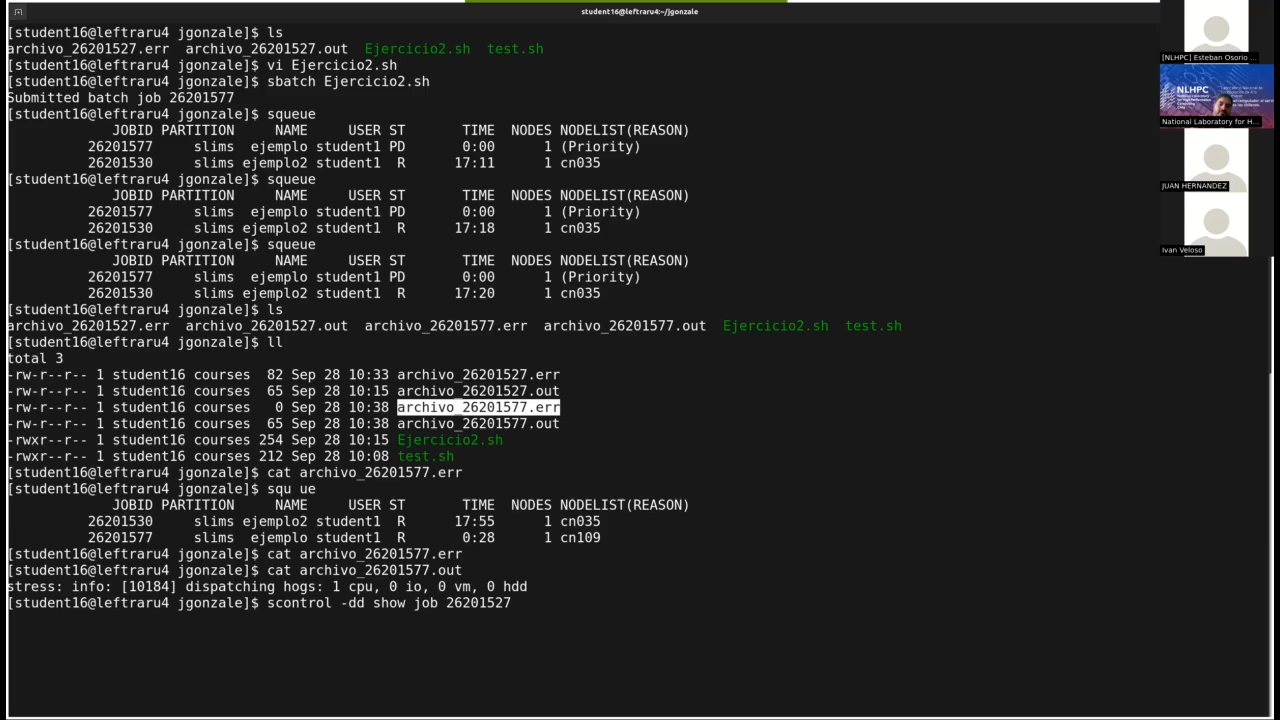 student16@leftraru4:~/jgonzale
[student16@leftraru4 jgonzale]$ ls
archivo_26201527.err  archivo_26201527.out  Ejercicio2.sh  test.sh
[student16@leftraru4 jgonzale]$ vi Ejercicio2.sh
[student16@leftraru4 jgonzale]$ sbatch Ejercicio2.sh
Submitted batch job 26201577
[student16@leftraru4 jgonzale]$ squeue
JOBID PARTITION     NAME     USER ST       TIME  NODES NODELIST(REASON)
26201577     slims  ejemplo student1 PD       0:00      1 (Priority)
26201530     slims ejemplo2 student1  R      17:11      1 cn035
[student16@leftraru4 jgonzale]$ squeue
JOBID PARTITION     NAME     USER ST       TIME  NODES NODELIST(REASON)
26201577     slims  ejemplo student1 PD       0:00      1 (Priority)
26201530     slims ejemplo2 student1  R      17:18      1 cn035
[student16@leftraru4 jgonzale]$ squeue
JOBID PARTITION     NAME     USER ST       TIME  NODES NODELIST(REASON)
26201577     slims  ejemplo student1 PD       0:00      1 (Priority)
26201530     slims ejemplo2 student1  R      17:20      1 cn035
[student16@leftraru4 jgonzale]$ ls
archivo_26201527.err  archivo_26201527.out  archivo_26201577.err  archivo_26201577.out  Ejercicio2.sh  test.sh
[student16@leftraru4 jgonzale]$ ll
total 3
-rw-r--r-- 1 student16 courses  82 Sep 28 10:33 archivo_26201527.err
-rw-r--r-- 1 student16 courses  65 Sep 28 10:15 archivo_26201527.out
-rw-r--r-- 1 student16 courses   0 Sep 28 10:38 archivo_26201577.err
-rw-r--r-- 1 student16 courses  65 Sep 28 10:38 archivo_26201577.out
-rwxr--r-- 1 student16 courses 254 Sep 28 10:15 Ejercicio2.sh
-rwxr--r-- 1 student16 courses 212 Sep 28 10:08 test.sh
[student16@leftraru4 jgonzale]$ cat archivo_26201577.err
[student16@leftraru4 jgonzale]$ squ ue
JOBID PARTITION     NAME     USER ST       TIME  NODES NODELIST(REASON)
26201530     slims ejemplo2 student1  R      17:55      1 cn035
26201577     slims  ejemplo student1  R       0:28      1 cn109
[student16@leftraru4 jgonzale]$ cat archivo_26201577.err
[student16@leftraru4 jgonzale]$ cat archivo_26201577.out
stress: info: [10184] dispatching hogs: 1 cpu, 0 io, 0 vm, 0 hdd
[student16@leftraru4 jgonzale]$ scontrol -dd show job 26201527
[NLHPC] Esteban Osorio ...
NLHPC
National Laboratory for H...
JUAN HERNANDEZ
Ivan Veloso